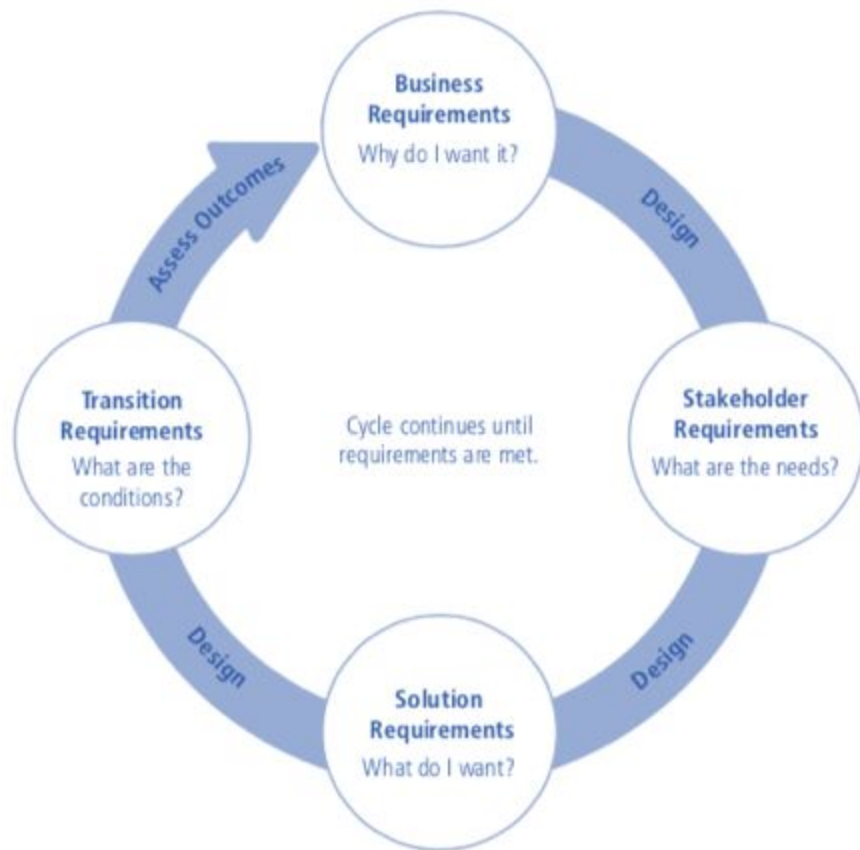 Business
Requirements
Why do I want it?
Design
Stakeholder
Requirements
What are the needs?
Design
Solution
Requirements
What do I want?
Design
Transition
Requirements
What are the
conditions?
Assess Outcomes
Cycle continues until
requirements are met.